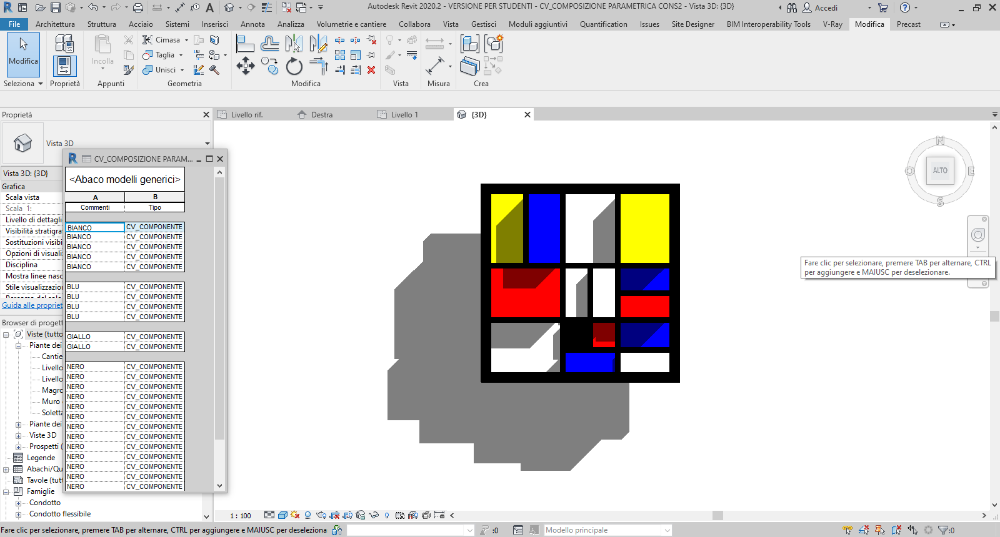 Autodesk Revit 2020.2 - VERSIONE PER STUDENTI - CV_COMPOSIZIONE PARAMETRICA CONS2 - Vista 3D: {3D}
Accedi
File Architettura Struttura Acciaio Sistemi Inserisci Annota Analizza Volumetrie e cantiere Collabora Vista Gestisci Moduli aggiuntivi Quantification Issues Site Designer BIM Interoperability Tools V-Ray Modifica Precast
Modifica
Incolla
Cimasa
Taglia
Unisci
Seleziona Proprietà Appunti Geometria Modifica Vista Misura Crea
Proprietà
Livello rif. Destra Livello 1 {3D}
Vista 3D
Vista 3D: {3D}
Grafica
Scala vista
Scala 1:
Livello di dettagli
Visibilità stratigra
Sostituzioni visibi
Opzioni di visuali
Disciplina
Mostra linee nasc
Stile visualizzazio
Guida alle propriet
Browser di progett
Viste (tutto
Piante dei
Cantie
Livello
Livello
Magro
Muro
Soletta
Piante dei
Viste 3D
Prospetti (
Legende
Abachi/Qu
Tavole (tutt
Famiglie
Condotto
Condotto flessibile
CV_COMPOSIZIONE PARAM...
<Abaco modelli generici>
A B
Commenti Tipo
BIANCO CV_COMPONENTE
BIANCO CV_COMPONENTE
BIANCO CV_COMPONENTE
BIANCO CV_COMPONENTE
BIANCO CV_COMPONENTE
BLU CV_COMPONENTE
BLU CV_COMPONENTE
BLU CV_COMPONENTE
BLU CV_COMPONENTE
GIALLO CV_COMPONENTE
GIALLO CV_COMPONENTE
NERO CV_COMPONENTE
NERO CV_COMPONENTE
NERO CV_COMPONENTE
NERO CV_COMPONENTE
NERO CV_COMPONENTE
NERO CV_COMPONENTE
NERO CV_COMPONENTE
NERO CV_COMPONENTE
NERO CV_COMPONENTE
NERO CV_COMPONENTE
NERO CV_COMPONENTE
NERO CV_COMPONENTE
NERO CV_COMPONENTE
N
O ALTO E
S
Fare clic per selezionare, premere TAB per alternare, CTRL
per aggiungere e MAIUSC per deselezionare.
1 : 100
Fare clic per selezionare, premere TAB per alternare, CTRL per aggiungere e MAIUSC per deseleziona
:0
Modello principale
:0